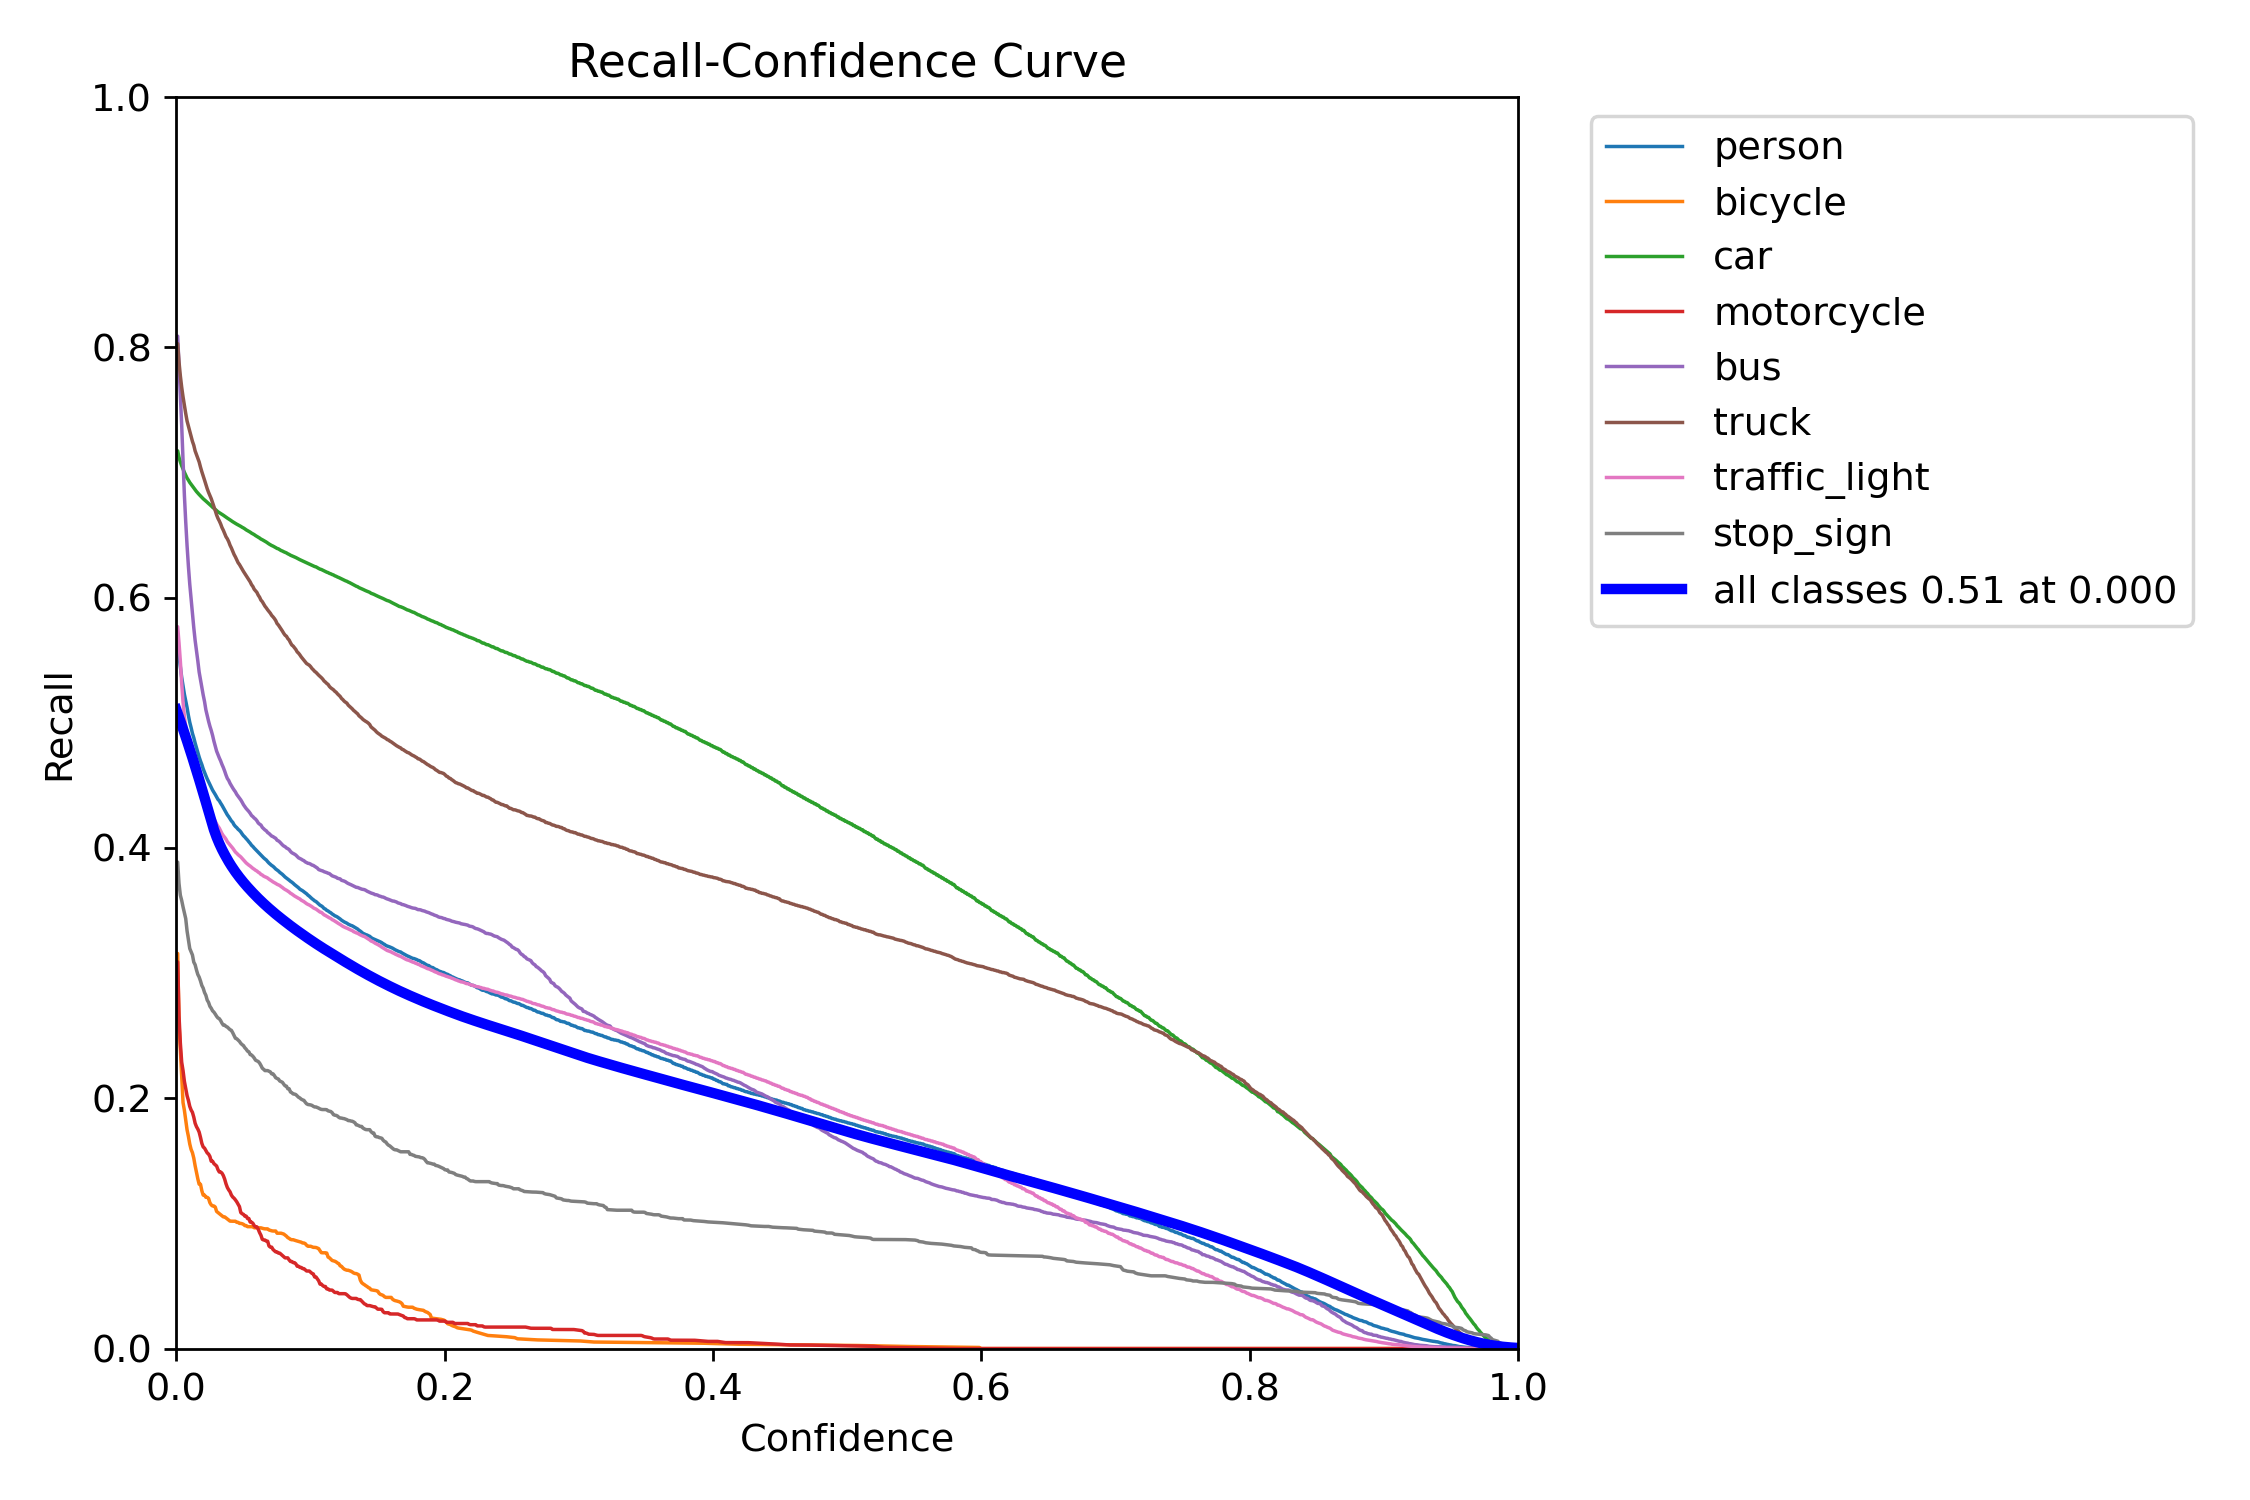 Recall-Confidence Curve
1.0
0.8
0.6
0.4
0.2
0.0
Recall
0.0 0.2 0.4 0.6 0.8 1.0
Confidence
person
bicycle
car
motorcycle
bus
truck
traffic_light
stop_sign
all classes 0.51 at 0.000